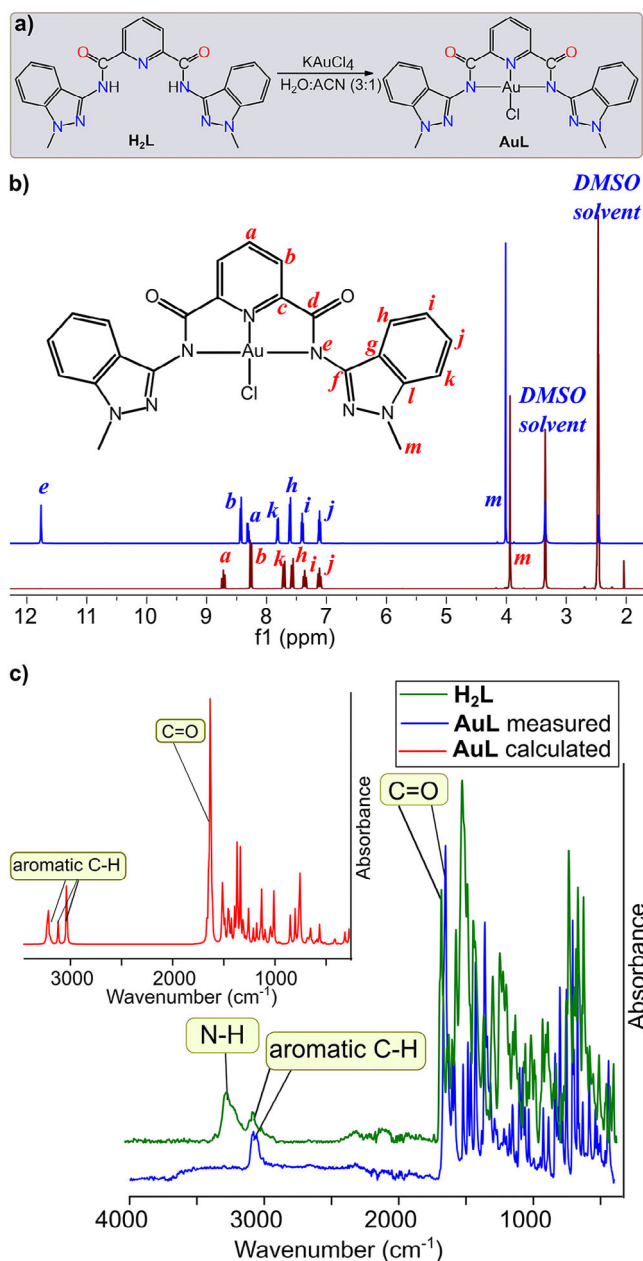 a)
O
O
N
NH
HN
N
N
N
N
H₂L
KAuCl₄
H₂O:ACN (3:1)
O
O
N
N
Au
N
Cl
N
N
N
N
AuL
b)
DMSO
solvent
a
b
O
O
d
c
h
i
N
N
Au
N
e
g
j
Cl
f
k
l
N
N
N
N
m
DMSO
solvent
e
b
a
k
h
i
j
m
a
b
k
h
i
j
m
12
11
10
9
8
7
6
5
4
3
2
f1 (ppm)
c)
H₂L
AuL measured
AuL calculated
C=O
C=O
aromatic C-H
Absorbance
3000
2000
1000
Wavenumber (cm⁻¹)
N-H
aromatic C-H
Absorbance
4000
3000
2000
1000
Wavenumber (cm⁻¹)